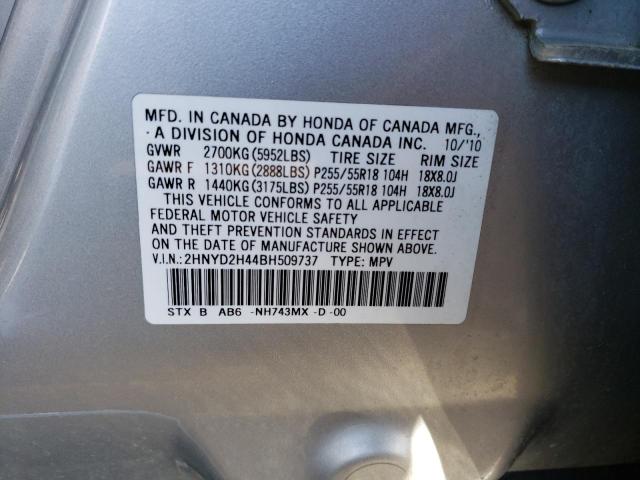 MFD. IN CANADA BY HONDA OF CANADA MFG.,
A DIVISION OF HONDA CANADA INC. 10/'10
GVWR 2700KG(5952LBS) TIRE SIZE RIM SIZE
GAWR F 1310KG(2888LBS) P255/55R18 104H 18X8.0J
GAWR R 1440KG(3175LBS) P255/55R18 104H 18X8.0J
THIS VEHICLE CONFORMS TO ALL APPLICABLE
FEDERAL MOTOR VEHICLE SAFETY
AND THEFT PREVENTION STANDARDS IN EFFECT
ON THE DATE OF MANUFACTURE SHOWN ABOVE.
V.I.N.:2HNYD2H44BH509737 TYPE: MPV
STX B AB6 -NH743MX -D -00